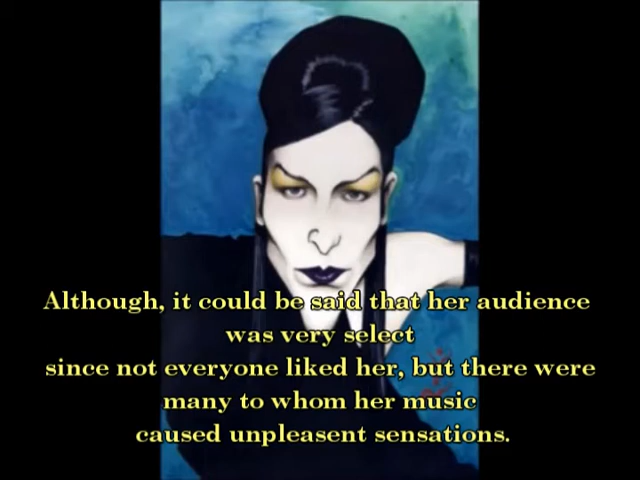 Although, it could be said that her audience
was very select
since not everyone liked her, but there were
many to whom her music
caused unpleasent sensations.